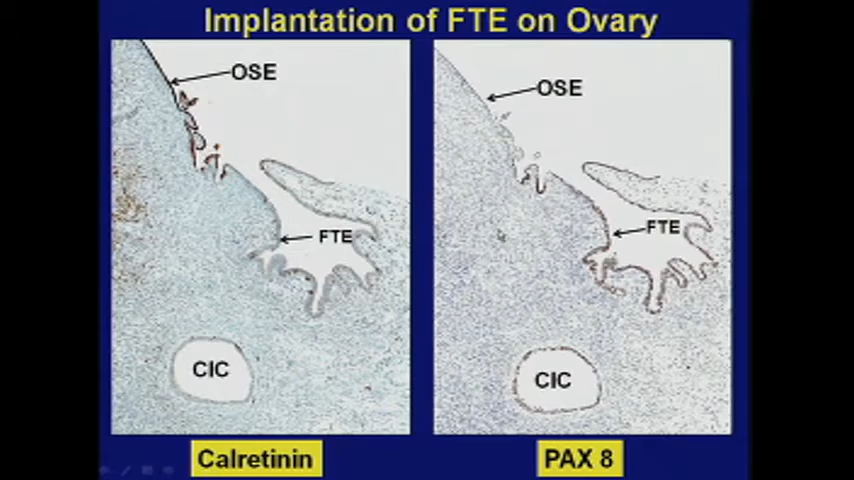 Implantation of FTE on Ovary
OSE
FTE
CIC
OSE
FTE
CIC
Calretinin
PAX 8